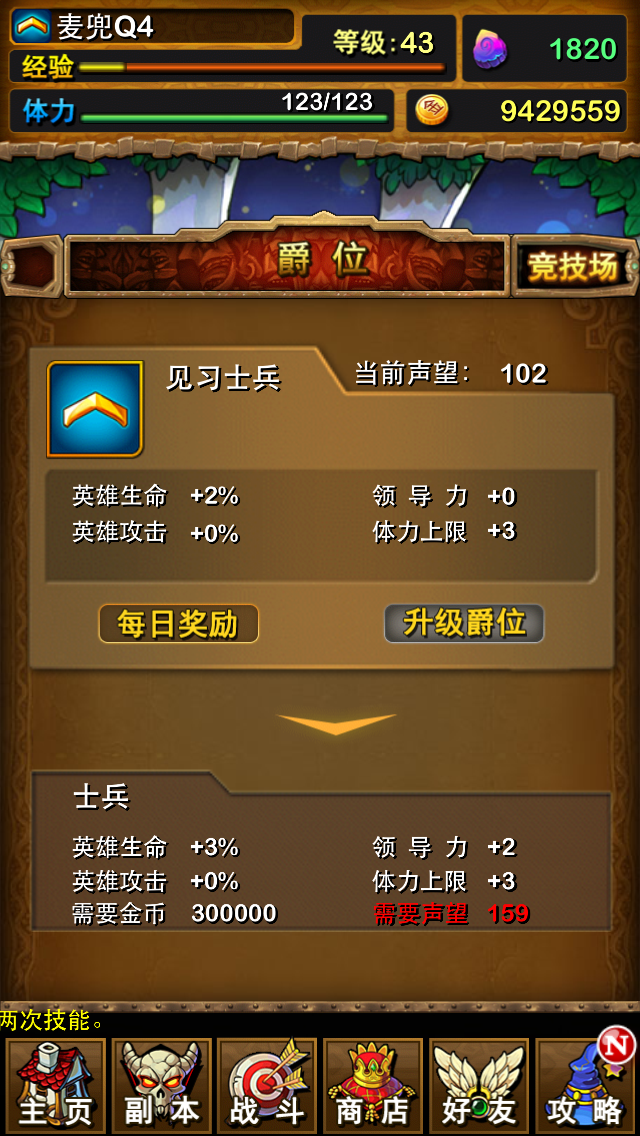 麦兜Q4
等级:43
1820
经验
体力 123/123
9429559
爵 位
竞技场
见习士兵
当前声望： 102
英雄生命 +2% 领 导 力 +0
英雄攻击 +0% 体力上限 +3
每日奖励 升级爵位
士兵
英雄生命 +3% 领 导 力 +2
英雄攻击 +0% 体力上限 +3
需要金币 300000 需要声望 159
两次技能。
N
主 页 副 本 战 斗 商 店 好 友 攻 略